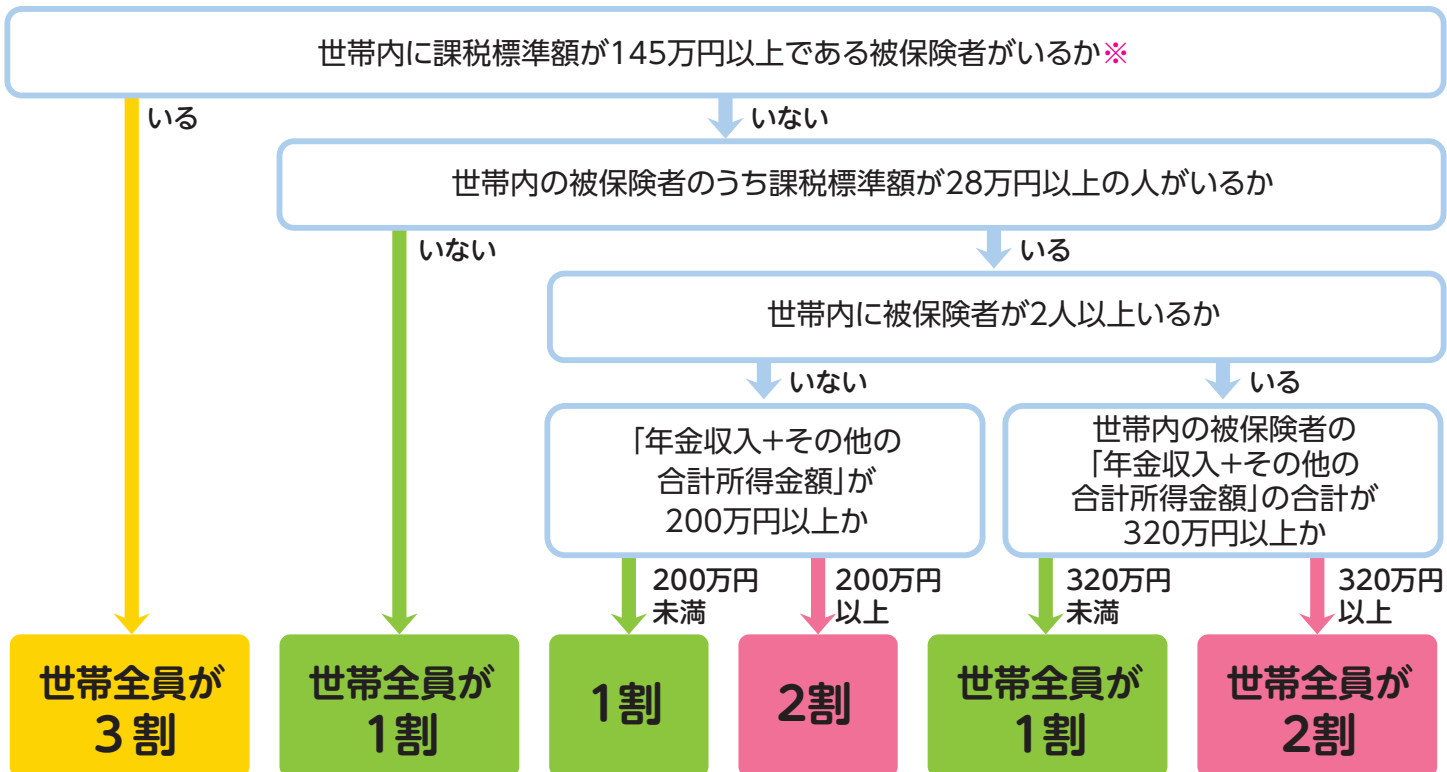 世帯内に課税標準額が145万円以上である被保険者がいるか※
いる
いない
世帯内の被保険者のうち課税標準額が28万円以上の人がいるか
いない
いる
世帯内に被保険者が2人以上いるか
いない
いる
「年金収入+その他の
合計所得金額」が
200万円以上か
世帯内の被保険者の
「年金収入+その他の
合計所得金額」の合計が
320万円以上か
200万円
未満
200万円
以上
320万円
未満
320万円
以上
世帯全員が
3割
世帯全員が
1割
1割
2割
世帯全員が
1割
世帯全員が
2割